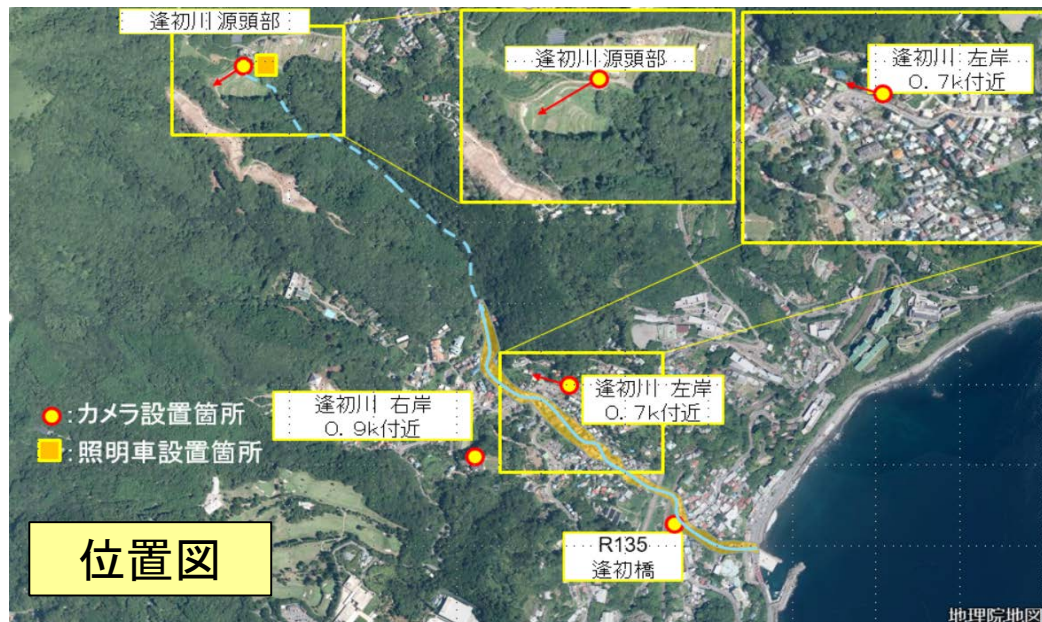 逢初川 源頭部
逢初川 源頭部
逢初川 左岸
0. 7k付近
逢初川 左岸
0. 7k付近
逢初川 右岸
0. 9k付近
:カメラ設置箇所
:照明車設置箇所
R135
逢初橋
位置図
地理院地図